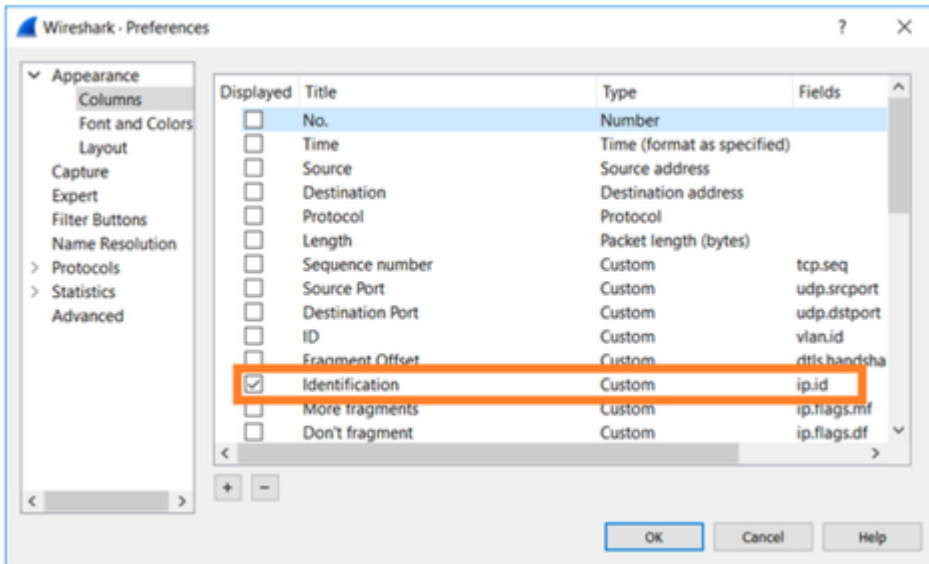 Wireshark · Preferences
Appearance
Columns
Font and Colors
Layout
Capture
Expert
Filter Buttons
Name Resolution
Protocols
Statistics
Advanced
Displayed Title Type Fields
No. Number
Time Time (format as specified)
Source Source address
Destination Destination address
Protocol Protocol
Length Packet length (bytes)
Sequence number Custom tcp.seq
Source Port Custom udp.srcport
Destination Port Custom udp.dstport
ID Custom vlan.id
Fragment Offset Custom dtls.handsha
Identification Custom ip.id
More fragments Custom ip.flags.mf
Don't fragment Custom ip.flags.df
OK Cancel Help